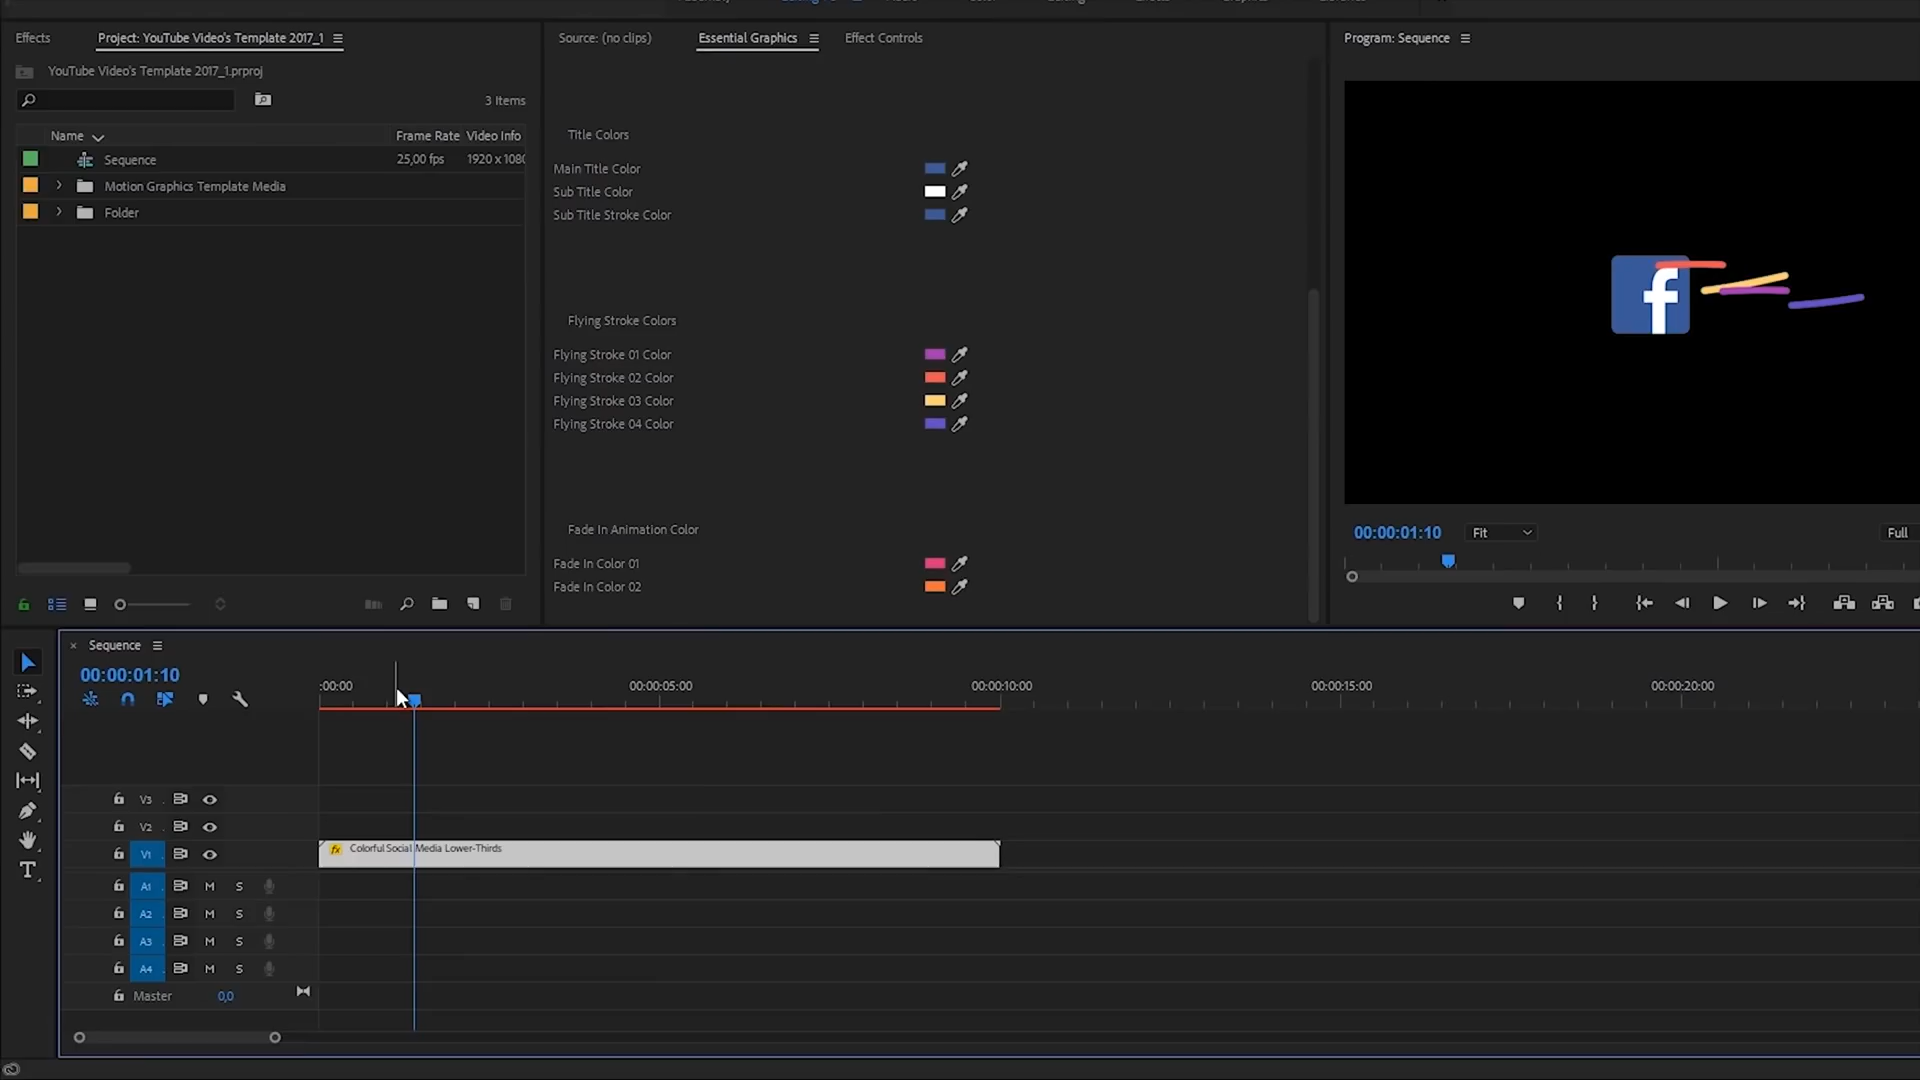 Effects
Project: YouTube Video's Template 2017_1
YouTube Video's Template 2017_1.prproj
3 Items
Name
Frame Rate
Video Info
Sequence
25,00 fps
1920 x 1080
Motion Graphics Template Media
Folder
Source: (no clips)
Essential Graphics
Effect Controls
Title Colors
Main Title Color
Sub Title Color
Sub Title Stroke Color
Flying Stroke Colors
Flying Stroke 01 Color
Flying Stroke 02 Color
Flying Stroke 03 Color
Flying Stroke 04 Color
Fade In Animation Color
Fade In Color 01
Fade In Color 02
Program: Sequence
f
00:00:01:10
Fit
Full
Sequence
00:00:01:10
:00:00
00:00:05:00
00:00:10:00
00:00:15:00
00:00:20:00
V3
V2
V1
fx Colorful Social Media Lower-Thirds
A1 M S
A2 M S
A3 M S
A4 M S
Master 0,0